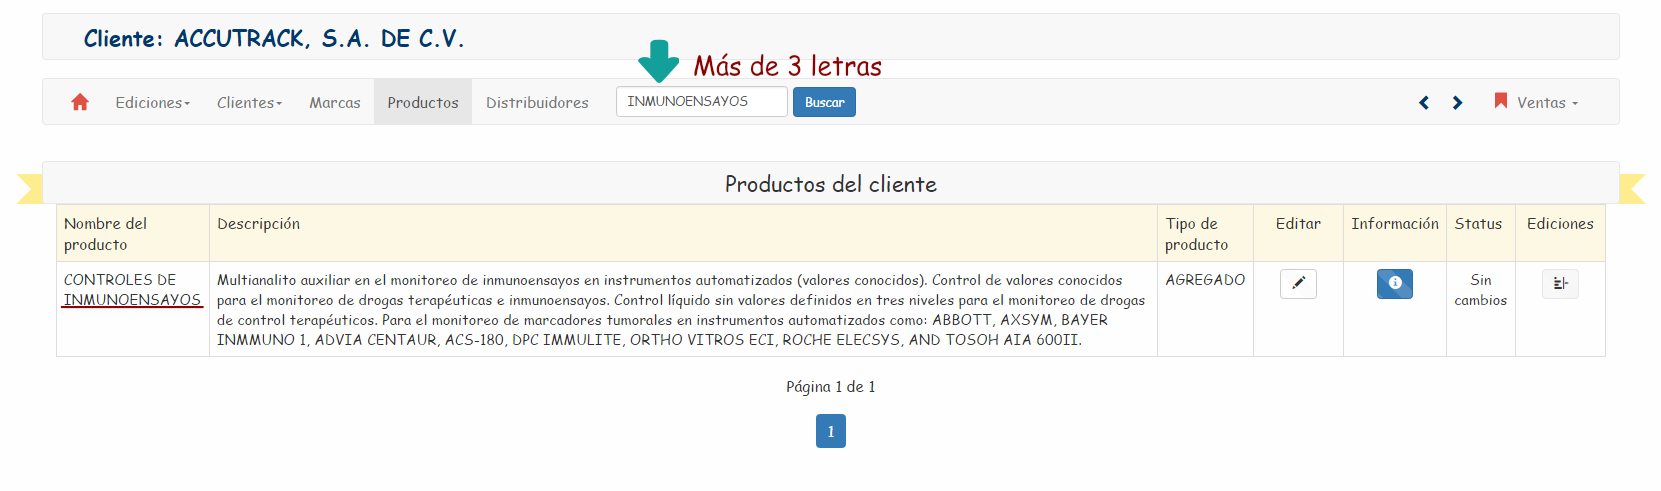 Cliente: ACCUTRACK, S.A. DE C.V.
Más de 3 letras
Ediciones Clientes Marcas Productos Distribuidores INMUNOENSAYOS Buscar Ventas
Productos del cliente
Nombre del producto
Descripción
Tipo de producto
Editar
Información
Status
Ediciones
CONTROLES DE
INMUNOENSAYOS
Multianalito auxiliar en el monitoreo de inmunoensayos en instrumentos automatizados (valores conocidos). Control de valores conocidos
para el monitoreo de drogas terapéuticas e inmunoensayos. Control líquido sin valores definidos en tres niveles para el monitoreo de drogas
de control terapéuticos. Para el monitoreo de marcadores tumorales en instrumentos automatizados como: ABBOTT, AXSYM, BAYER
INMMUNO 1, ADVIA CENTAUR, ACS-180, DPC IMMULITE, ORTHO VITROS ECI, ROCHE ELECSYS, AND TOSOH AIA 600II.
AGREGADO
Sin
cambios
Página 1 de 1
1